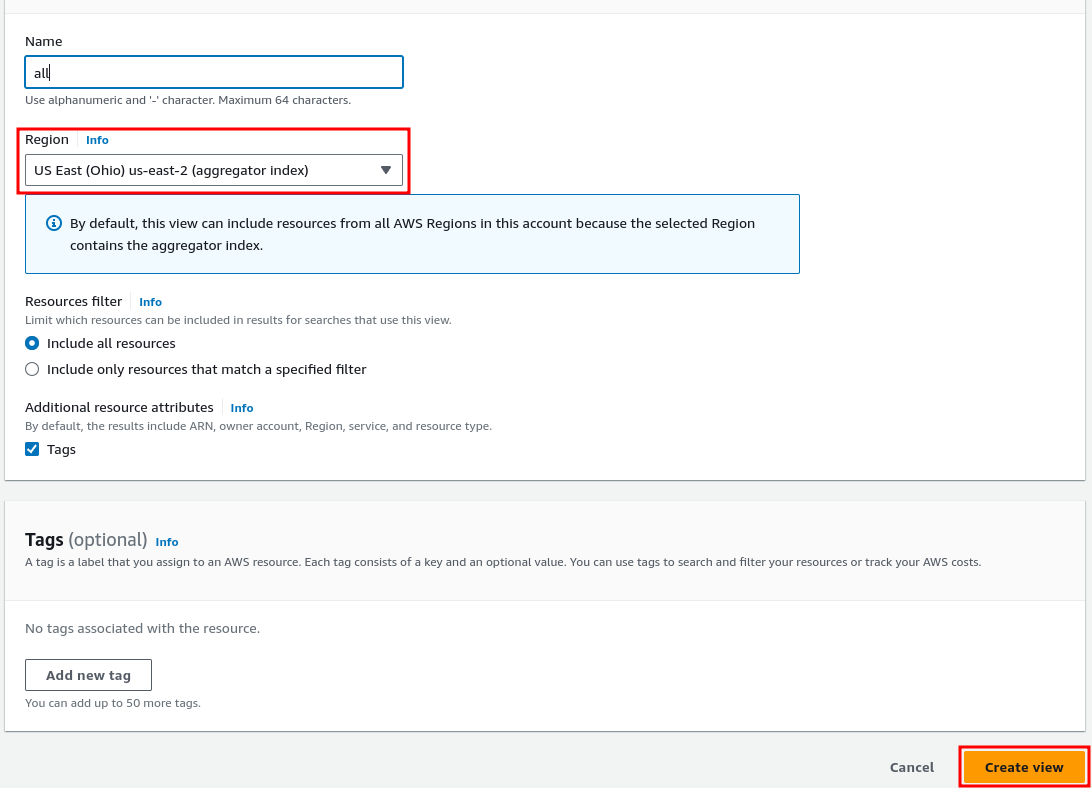 Name
all
Use alphanumeric and '-' character. Maximum 64 characters.
Region Info
US East (Ohio) us-east-2 (aggregator index)
By default, this view can include resources from all AWS Regions in this account because the selected Region
contains the aggregator index.
Resources filter Info
Limit which resources can be included in results for searches that use this view.
Include all resources
Include only resources that match a specified filter
Additional resource attributes Info
By default, the results include ARN, owner account, Region, service, and resource type.
Tags
Tags (optional) Info
A tag is a label that you assign to an AWS resource. Each tag consists of a key and an optional value. You can use tags to search and filter your resources or track your AWS costs.
No tags associated with the resource.
Add new tag
You can add up to 50 more tags.
Cancel Create view